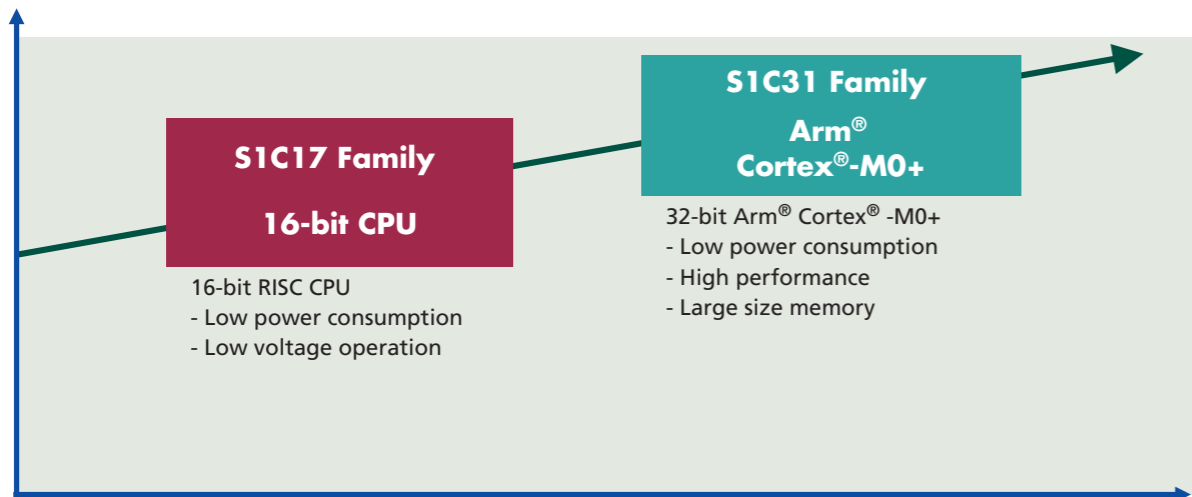 S1C17 Family
16-bit CPU
16-bit RISC CPU
- Low power consumption
- Low voltage operation
S1C31 Family
Arm®
Cortex®-M0+
32-bit Arm® Cortex® -M0+
- Low power consumption
- High performance
- Large size memory